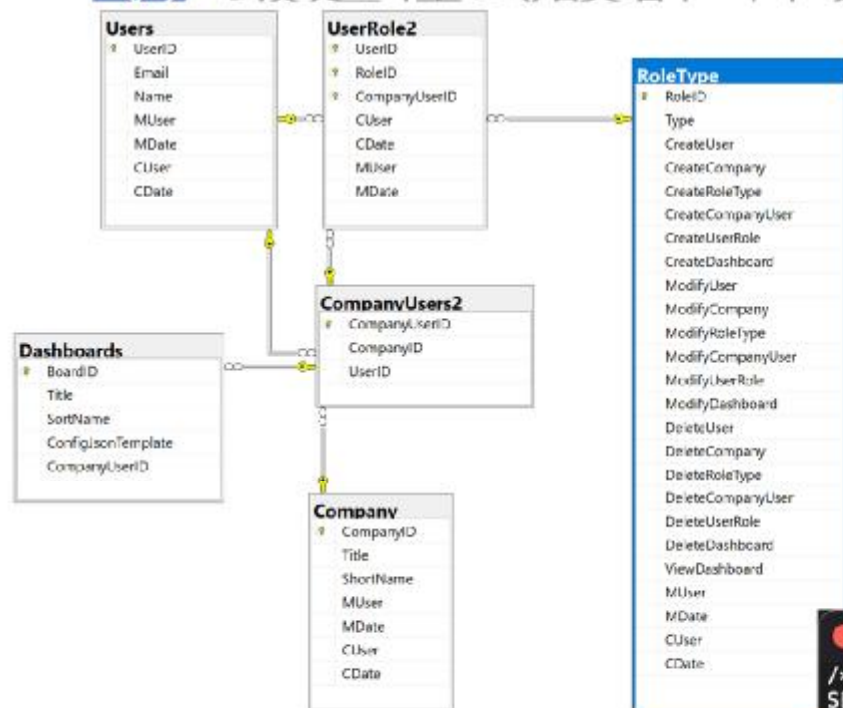 Users
UserID
Email
Name
MUser
MDate
CUser
CDate
UserRole2
UserID
RoleID
CompanyUserID
CUser
CDate
MUser
MDate
RoleType
RoleID
Type
CreateUser
CreateCompany
CreateRoleType
CreateCompanyUser
CreateUserRole
CreateDashboard
ModifyUser
ModifyCompany
ModifyRoleType
ModifyCompanyUser
ModifyUserRole
ModifyDashboard
DeleteUser
DeleteCompany
DeleteRoleType
DeleteCompanyUser
DeleteUserRole
DeleteDashboard
ViewDashboard
MUser
MDate
CUser
CDate
CompanyUsers2
CompanyUserID
CompanyID
UserID
Dashboards
BoardID
Title
SortName
ConfigJsonTemplate
CompanyUserID
Company
CompanyID
Title
ShortName
MUser
MDate
CUser
CDate
/*